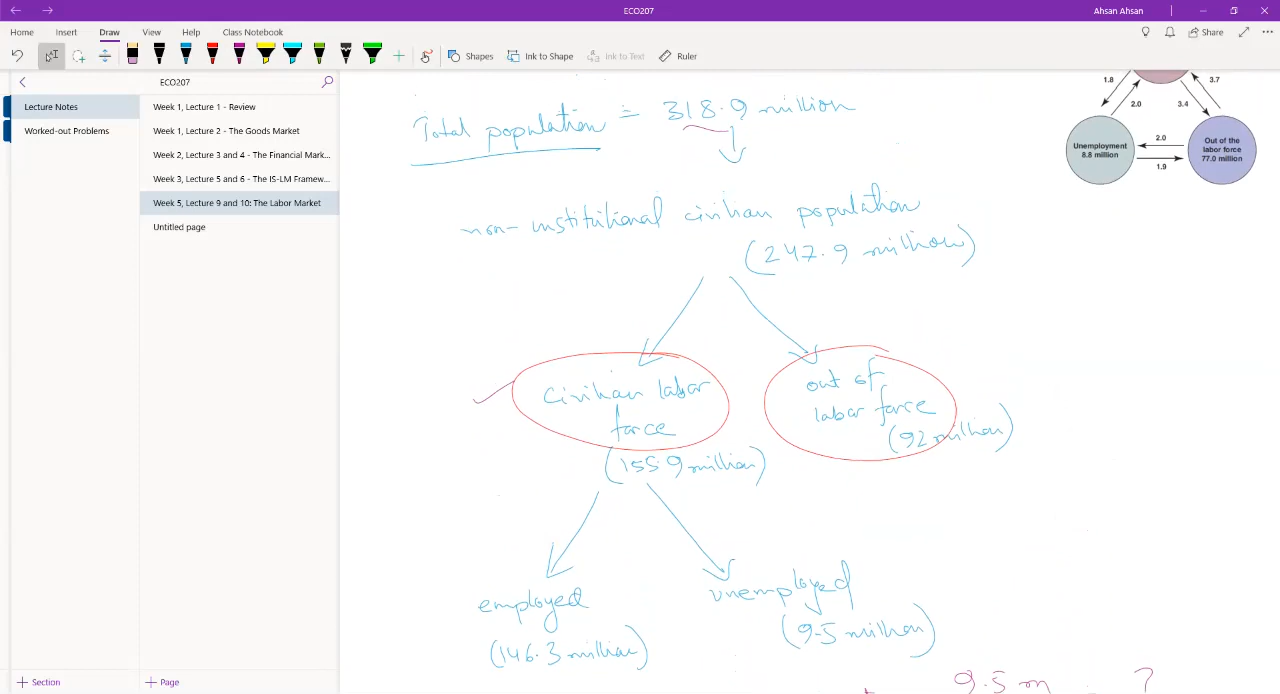 ECO207
Ahsan Ahsan
Home Insert Draw View Help Class Notebook
Share
Shapes Ink to Shape Ink to Text Ruler
ECO207
Lecture Notes
Worked-out Problems
Week 1, Lecture 1 - Review
Week 1, Lecture 2 - The Goods Market
Week 2, Lecture 3 and 4 - The Financial Mark...
Week 3, Lecture 5 and 6 - The IS-LM Framew...
Week 5, Lecture 9 and 10: The Labor Market
Untitled page
+ Section
+ Page
Total population = 318.9 million
non-institutional civilian population
(247.9 million)
civilian labor
force
(155.9 million)
out of
labor force
(92 million)
employed
(146.3 million)
unemployed
(9.5 million)
9.5 m = ?
1.8
2.0
3.7
3.4
Unemployment
8.8 million
2.0
1.9
Out of the
labor force
77.0 million